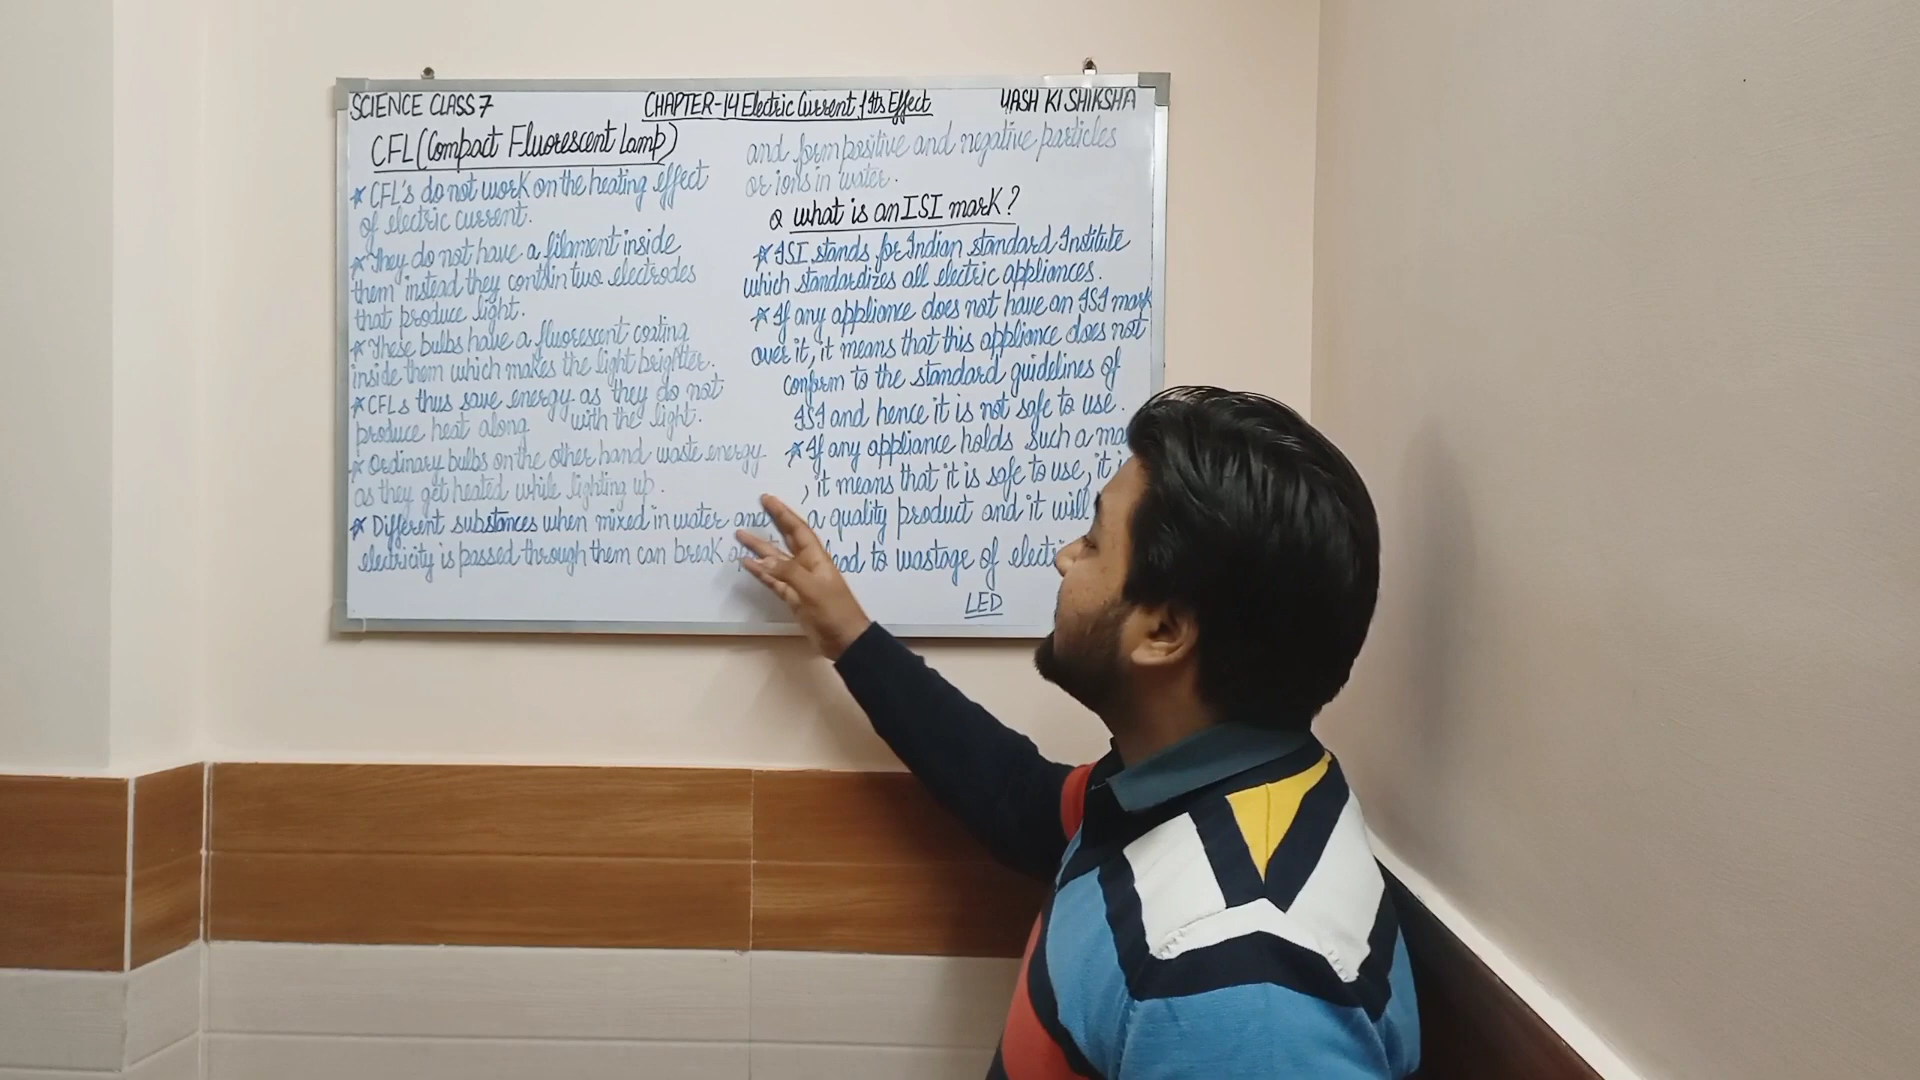 SCIENCE CLASS 7
CHAPTER-14 Electric Current & Its Effect
YASH KI SHIKSHA
CFL (Compact Fluorescent Lamp)
* CFL's do not work on the heating effect
of electric current.
* They do not have a filament inside
them instead they contain two electrodes
that produce light.
* These bulbs have a fluorescent coating
inside them which makes the light brighter.
* CFLs thus save energy as they do not
produce heat along with the light.
* Ordinary bulbs on the other hand waste energy
as they get heated while lighting up.
* Different substances when mixed in water and
electricity is passed through them can break
and form positive and negative particles
or ions in water.
Q what is an ISI mark?
* ISI stands for Indian standard Institute
which standardizes all electric appliances.
* If any appliance does not have an ISI mark
over it, it means that this appliance does not
conform to the standard guidelines of
ISI and hence it is not safe to use.
* If any appliance holds such a
, it means that it is safe to use, it
a quality product and it will
to wastage of
LED